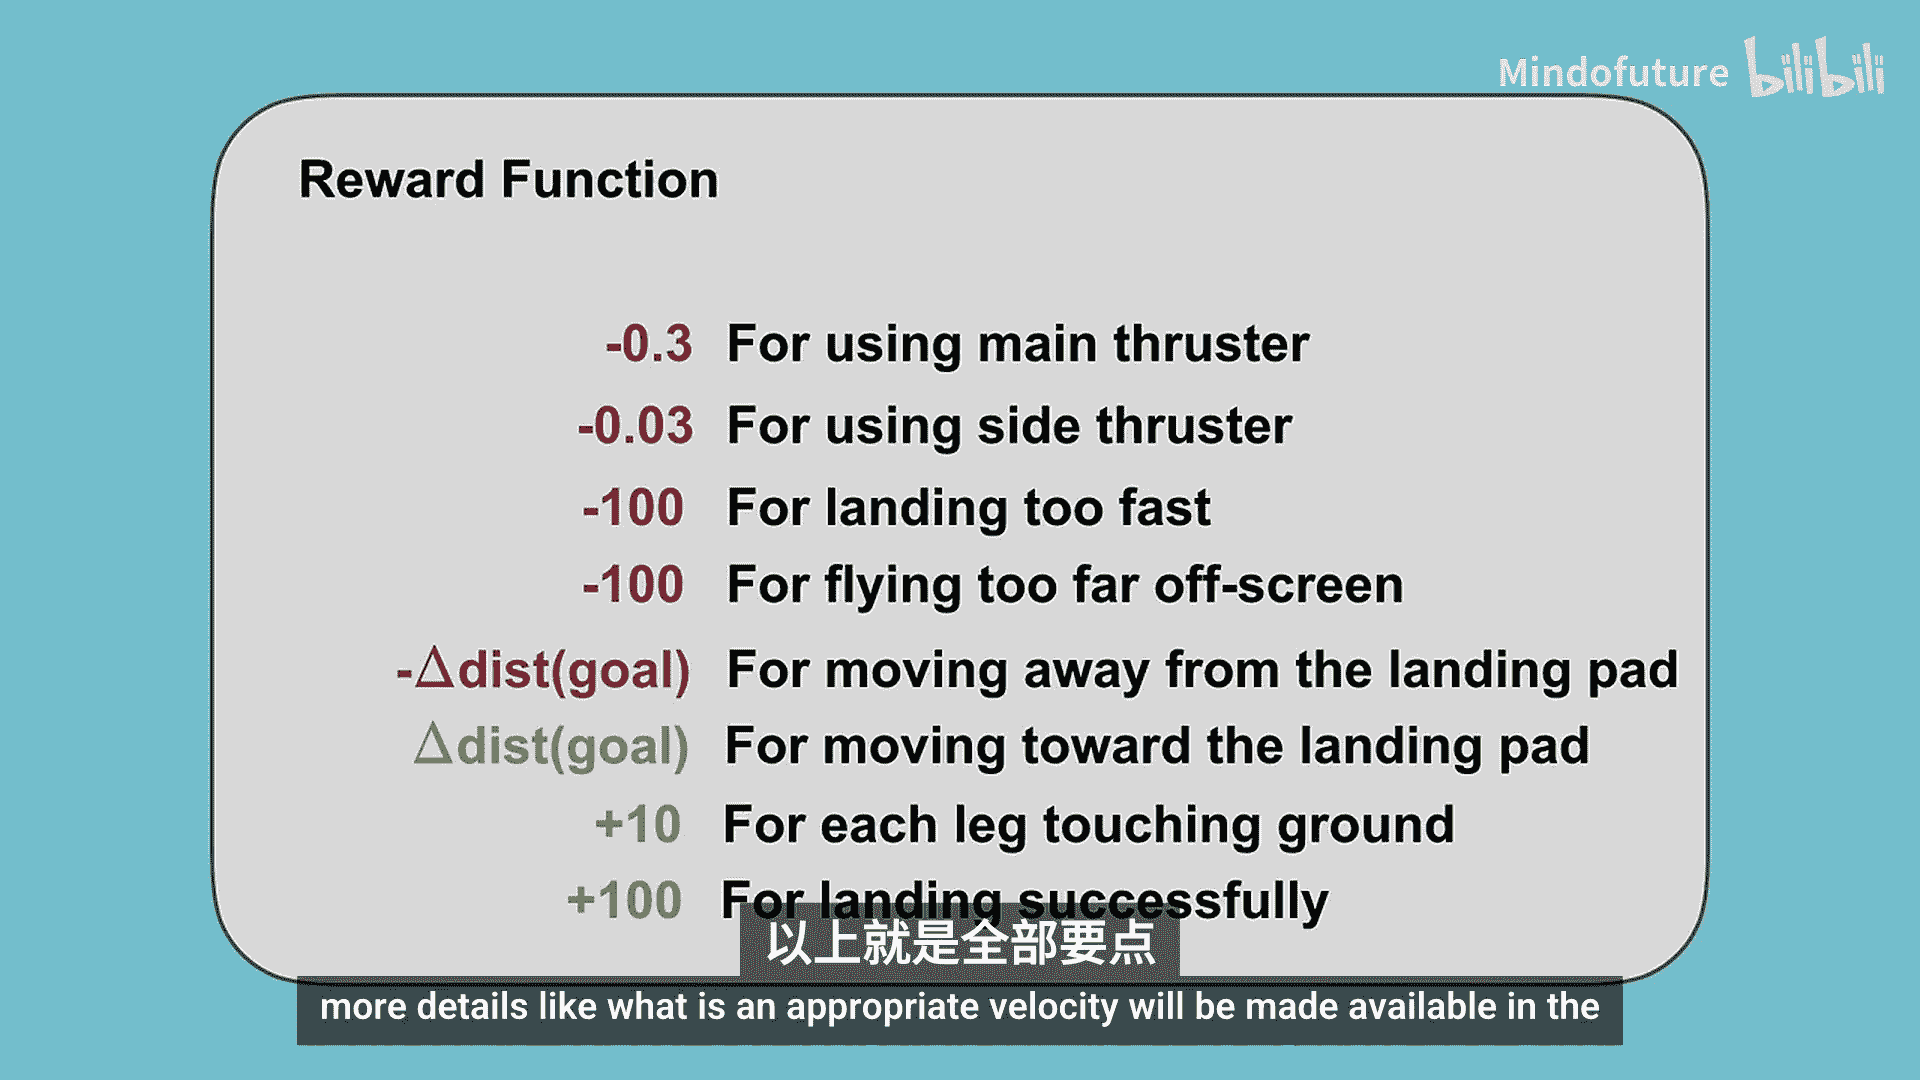 Mindofuture bilibili
Reward Function
-0.3 For using main thruster
-0.03 For using side thruster
-100 For landing too fast
-100 For flying too far off-screen
-Δdist(goal) For moving away from the landing pad
Δdist(goal) For moving toward the landing pad
+10 For each leg touching ground
+100 For landing successfully
以上就是全部要点
more details like what is an appropriate velocity will be made available in the